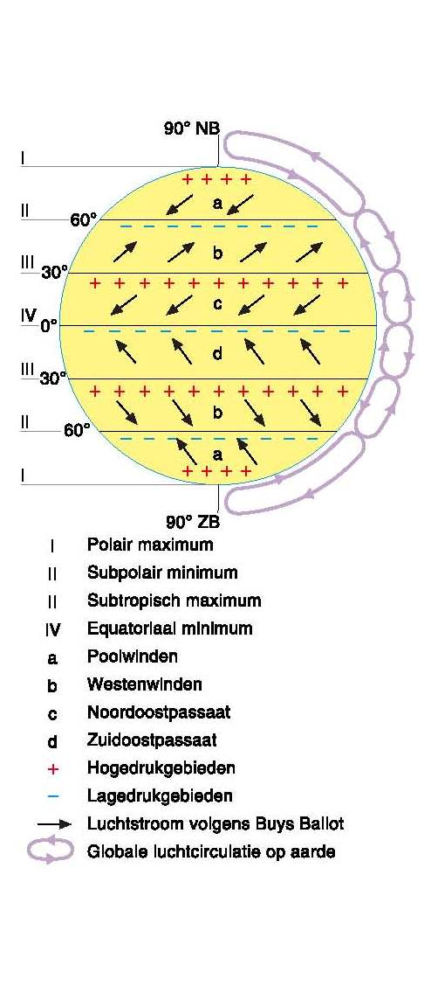 90° NB
I
+ + + +
a
II
60°
– – – – – – – – –
b
III
30°
+ + + + + + + + + + +
c
IV
0°
– – – – – – – – – – –
d
III
30°
+ + + + + + + + + + +
b
II
60°
– – – – – – – – –
a
+ + + +
I
90° ZB
I Polair maximum
II Subpolair minimum
II Subtropisch maximum
IV Equatoriaal minimum
a Poolwinden
b Westenwinden
c Noordoostpassaat
d Zuidoostpassaat
+ Hogedrukgebieden
– Lagedrukgebieden
Luchtstroom volgens Buys Ballot
Globale luchtcirculatie op aarde